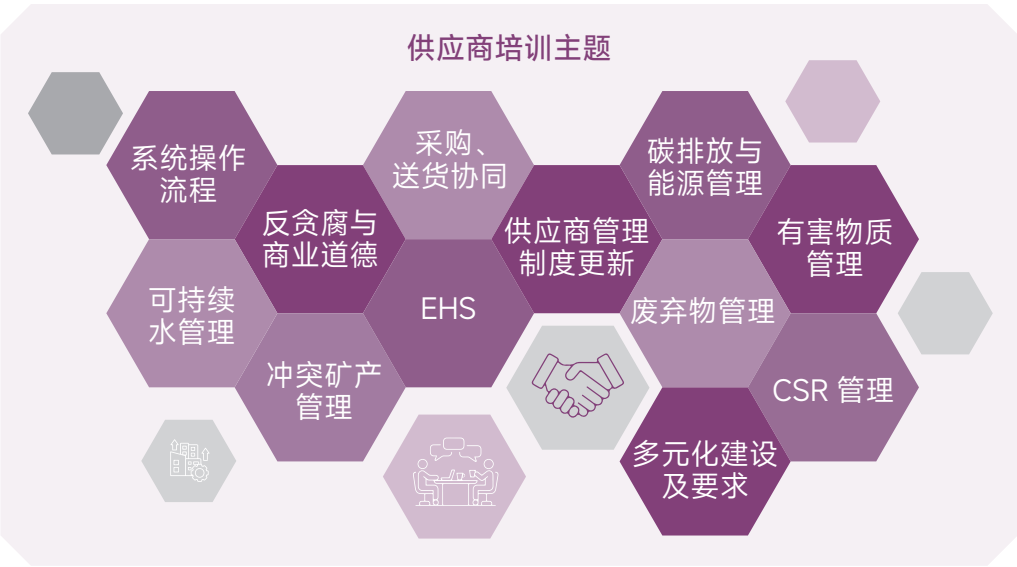 供应商培训主题
系统操作
流程
反贪腐与
商业道德
采购、
送货协同
供应商管理
制度更新
碳排放与
能源管理
有害物质
管理
可持续
水管理
冲突矿产
管理
EHS
废弃物管理
CSR 管理
多元化建设
及要求